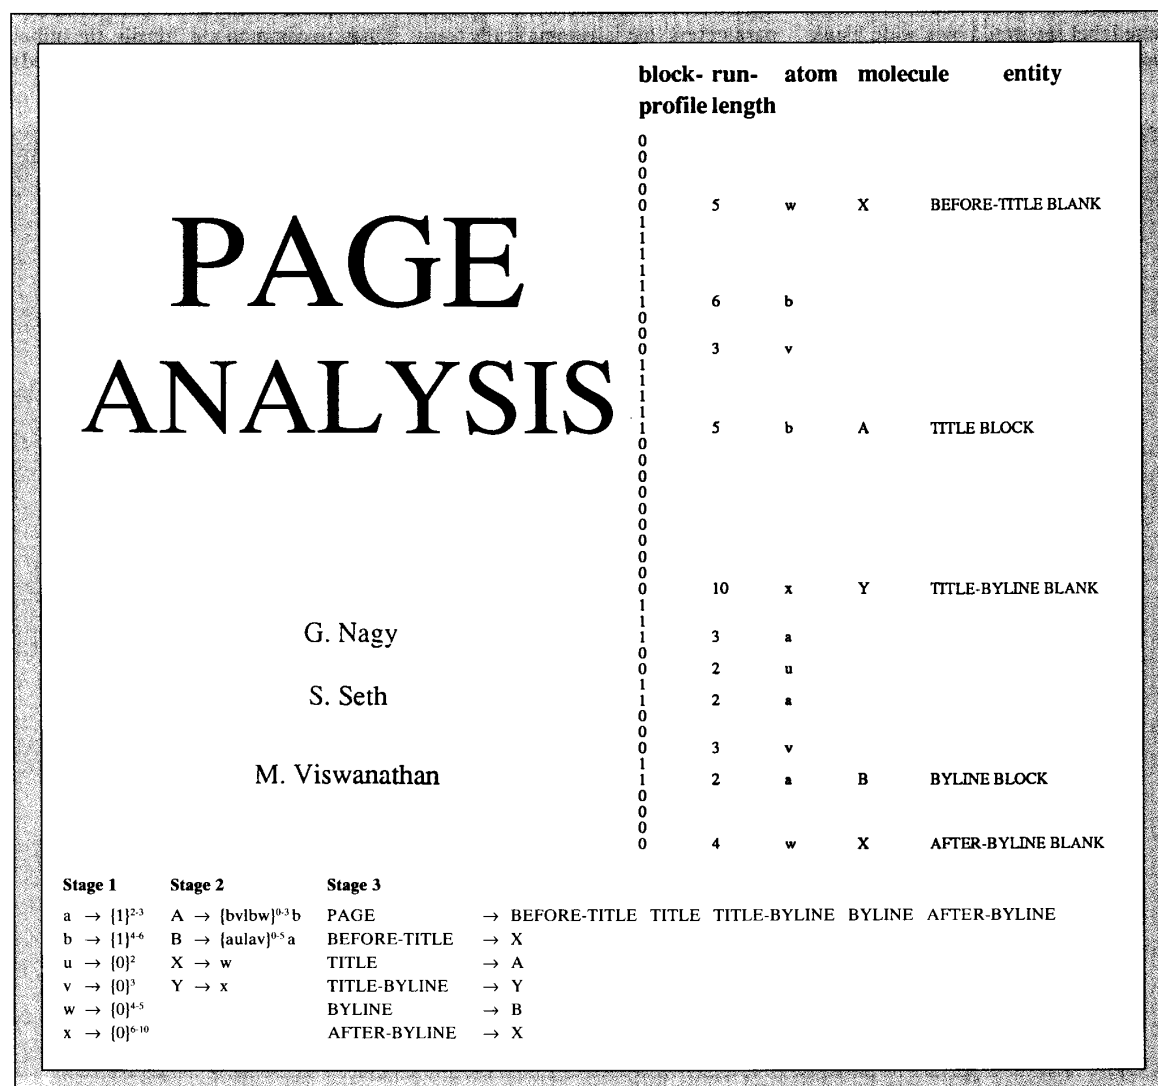 PAGE
ANALYSIS
G. Nagy
S. Seth
M. Viswanathan
block- run- atom molecule entity
profile length
0
0
0
0
0 5 w X BEFORE-TITLE BLANK
1
1
1
1
1
1 6 b
0
0
0 3 v
1
1
1
1
1 5 b A TITLE BLOCK
0
0
0
0
0
0
0
0
0
0 10 x Y TITLE-BYLINE BLANK
1
1
1 3 a
0
0 2 u
1
1 2 a
0
0
0 3 v
1
1 2 a B BYLINE BLOCK
0
0
0
0 4 w X AFTER-BYLINE BLANK
Stage 1 Stage 2 Stage 3
a → {1}²⁻³ A → {bv|bw}⁰⁻³ b PAGE → BEFORE-TITLE TITLE TITLE-BYLINE BYLINE AFTER-BYLINE
b → {1}⁴⁻⁶ B → {au|av}⁰⁻⁵ a BEFORE-TITLE → X
u → {0}² X → w TITLE → A
v → {0}³ Y → x TITLE-BYLINE → Y
w → {0}⁴⁻⁵ BYLINE → B
x → {0}⁶⁻¹⁰ AFTER-BYLINE → X